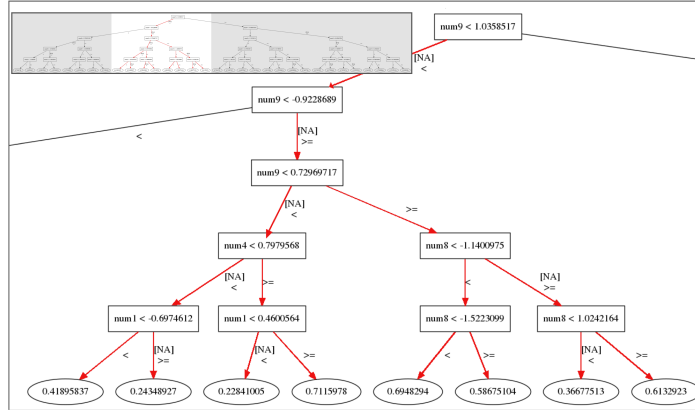 num9 < 1.0358517
[NA]
<
num9 < -0.9228689
<
[NA]
>=
num9 < 0.72969717
[NA]
<
>=
num4 < 0.7979568
num8 < -1.1400975
[NA]
<
>=
<
[NA]
>=
num1 < -0.6974612
num1 < 0.4600564
num8 < -1.5223099
num8 < 1.0242164
<
[NA]
>=
[NA]
<
>=
<
>=
[NA]
<
>=
0.41895837
0.24348927
0.22841005
0.7115978
0.6948294
0.58675104
0.36677513
0.6132923